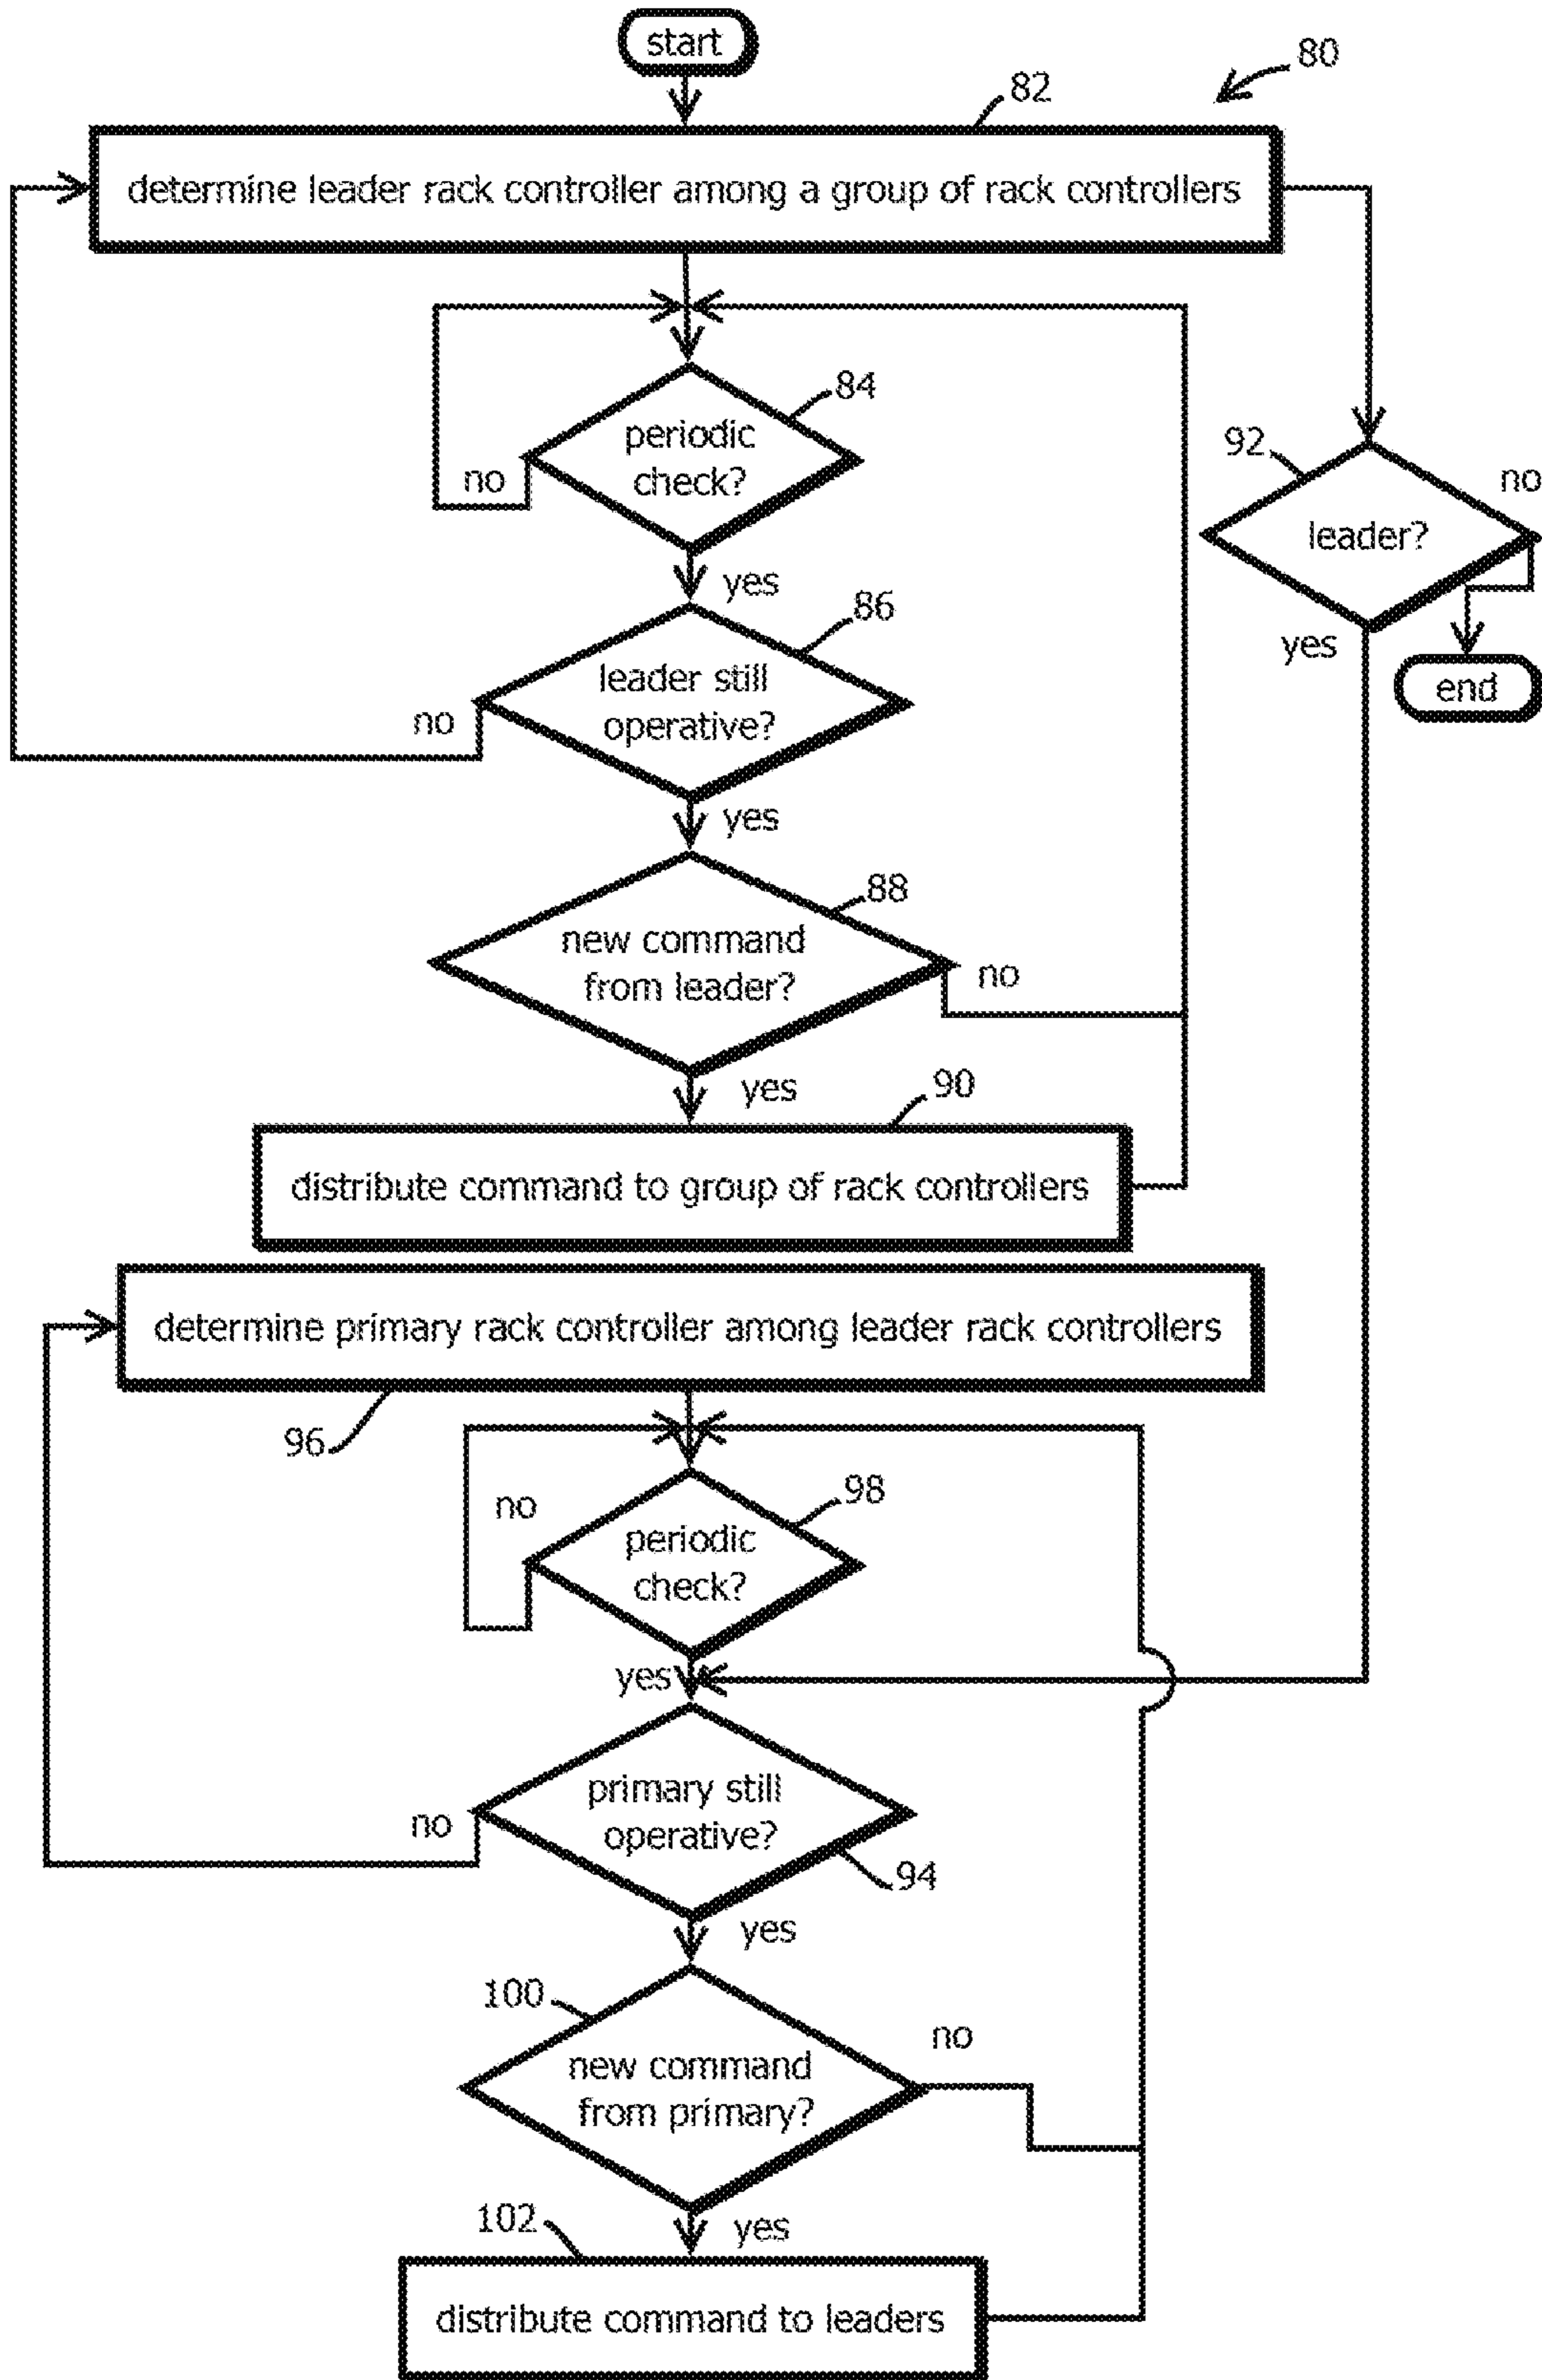 start
80
82
determine leader rack controller among a group of rack controllers
84
periodic
check?
no
92
no
leader?
yes
86
yes
end
leader still
operative?
no
yes
88
new command
from leader?
no
yes
90
distribute command to group of rack controllers
determine primary rack controller among leader rack controllers
96
no
98
periodic
check?
yes
primary still
operative?
no
94
yes
100
no
new command
from primary?
102
yes
distribute command to leaders